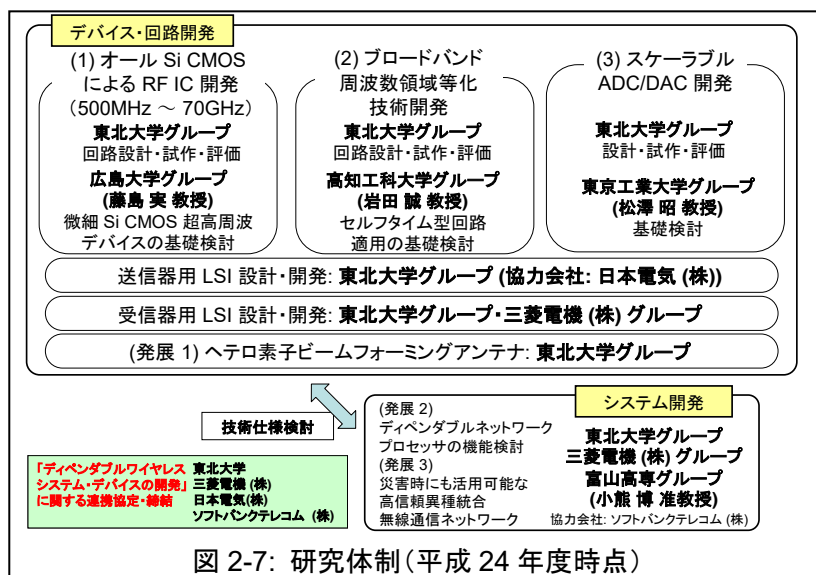 デバイス・回路開発
(1) オール Si CMOS
による RF IC 開発
（500MHz ～ 70GHz）
東北大学グループ
回路設計・試作・評価
広島大学グループ
(藤島 実 教授)
微細 Si CMOS 超高周波
デバイスの基礎検討
(2) ブロードバンド
周波数領域等化
技術開発
東北大学グループ
回路設計・試作・評価
高知工科大学グループ
(岩田 誠 教授)
セルフタイム型回路
適用の基礎検討
(3) スケーラブル
ADC/DAC 開発
東北大学グループ
設計・試作・評価
東京工業大学グループ
(松澤 昭 教授)
基礎検討
送信器用 LSI 設計・開発: 東北大学グループ (協力会社: 日本電気 (株))
受信器用 LSI 設計・開発: 東北大学グループ・三菱電機 (株) グループ
(発展 1) ヘテロ素子ビームフォーミングアンテナ: 東北大学グループ
技術仕様検討
「ディペンダブルワイヤレス
システム・デバイスの開発」
に関する連携協定・締結
東北大学
三菱電機 (株)
日本電気(株)
ソフトバンクテレコム (株)
システム開発
(発展 2)
ディペンダブルネットワーク
プロセッサの機能検討
(発展 3)
災害時にも活用可能な
高信頼異種統合
無線通信ネットワーク
東北大学グループ
三菱電機 (株) グループ
富山高専グループ
(小熊 博 准教授)
協力会社: ソフトバンクテレコム (株)
図 2-7: 研究体制（平成 24 年度時点）